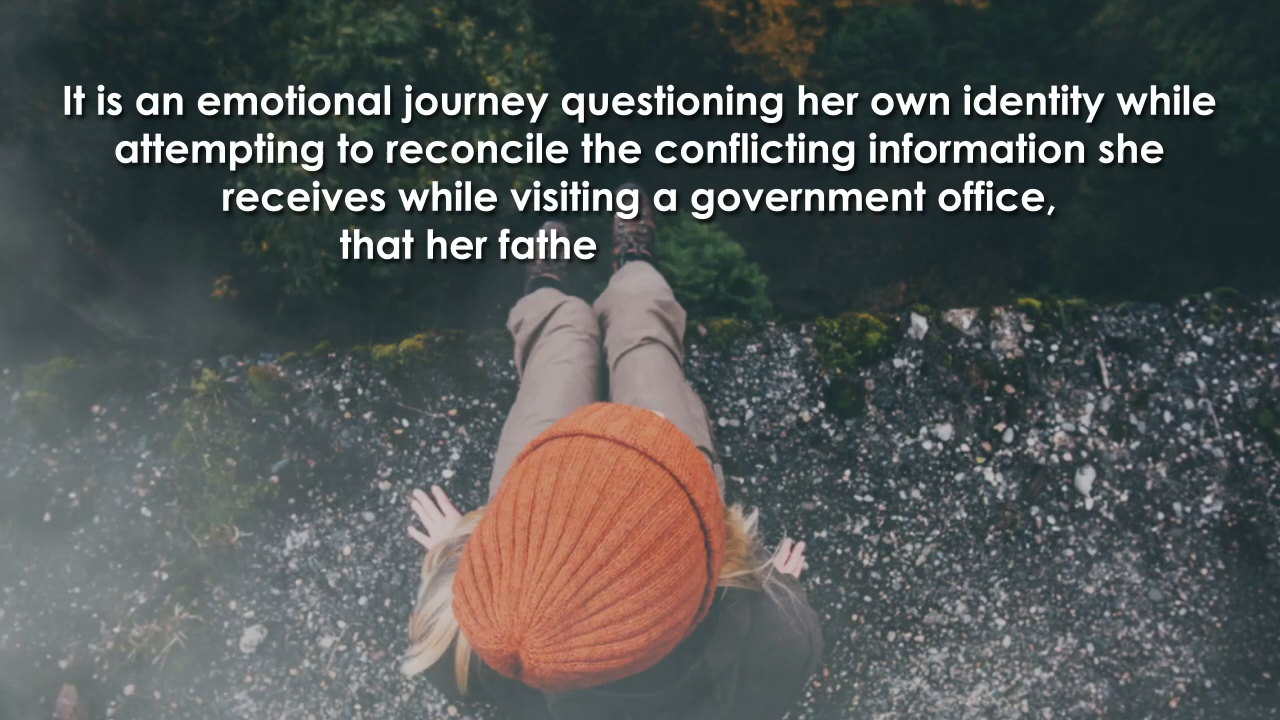 It is an emotional journey questioning her own identity while
attempting to reconcile the conflicting information she
receives while visiting a government office,
that her fathe